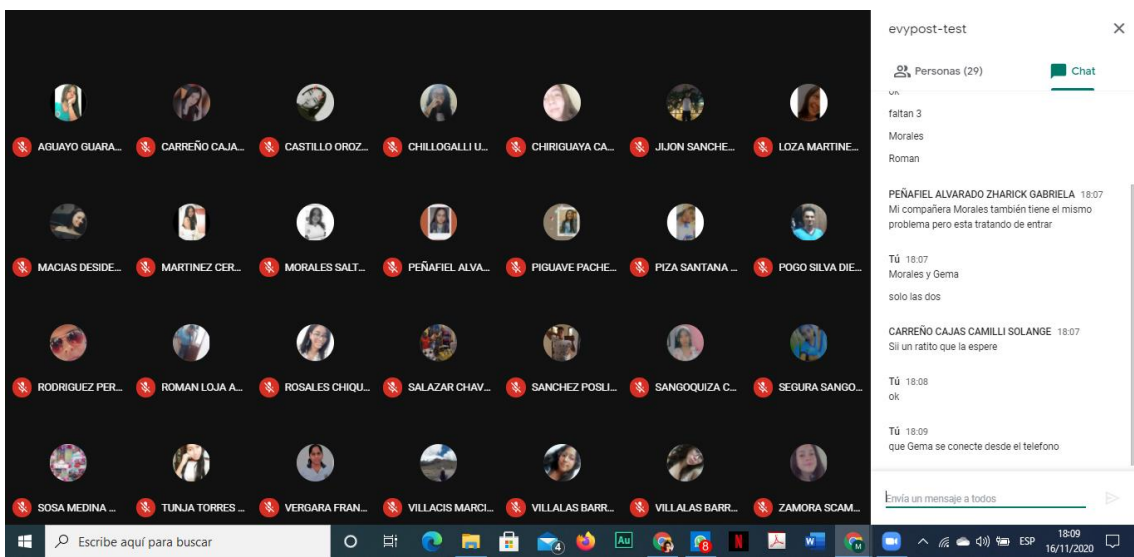 evypost-test
Personas (29)
Chat
OK
faltan 3
Morales
Roman
PEÑAFIEL ALVARADO ZHARICK GABRIELA 18:07
Mi compañera Morales también tiene el mismo
problema pero esta tratando de entrar
Tú 18:07
Morales y Gema
solo las dos
CARREÑO CAJAS CAMILLI SOLANGE 18:07
Sii un ratito que la espere
Tú 18:08
ok
Tú 18:09
que Gema se conecte desde el telefono
Envía un mensaje a todos
AGUAYO GUARA...
CARREÑO CAJA...
CASTILLO OROZ...
CHILLOGALLI U...
CHIRIGUAYA CA...
JIJON SANCHE...
LOZA MARTINE...
MACIAS DESIDE...
MARTINEZ CER...
MORALES SALT...
PEÑAFIEL ALVA...
PIGUAVE PACHE...
PIZA SANTANA ...
POGO SILVA DIE...
RODRIGUEZ PER...
ROMAN LOJA A...
ROSALES CHIQU...
SALAZAR CHAV...
SANCHEZ POSLI...
SANGOQUIZA C...
SEGURA SANGO...
SOSA MEDINA ...
TUNJA TORRES ...
VERGARA FRAN...
VILLACIS MARCI...
VILLALAS BARR...
VILLALAS BARR...
ZAMORA SCAM...
Escribe aquí para buscar
4
Au
8
N
W
M
ESP
18:09
16/11/2020